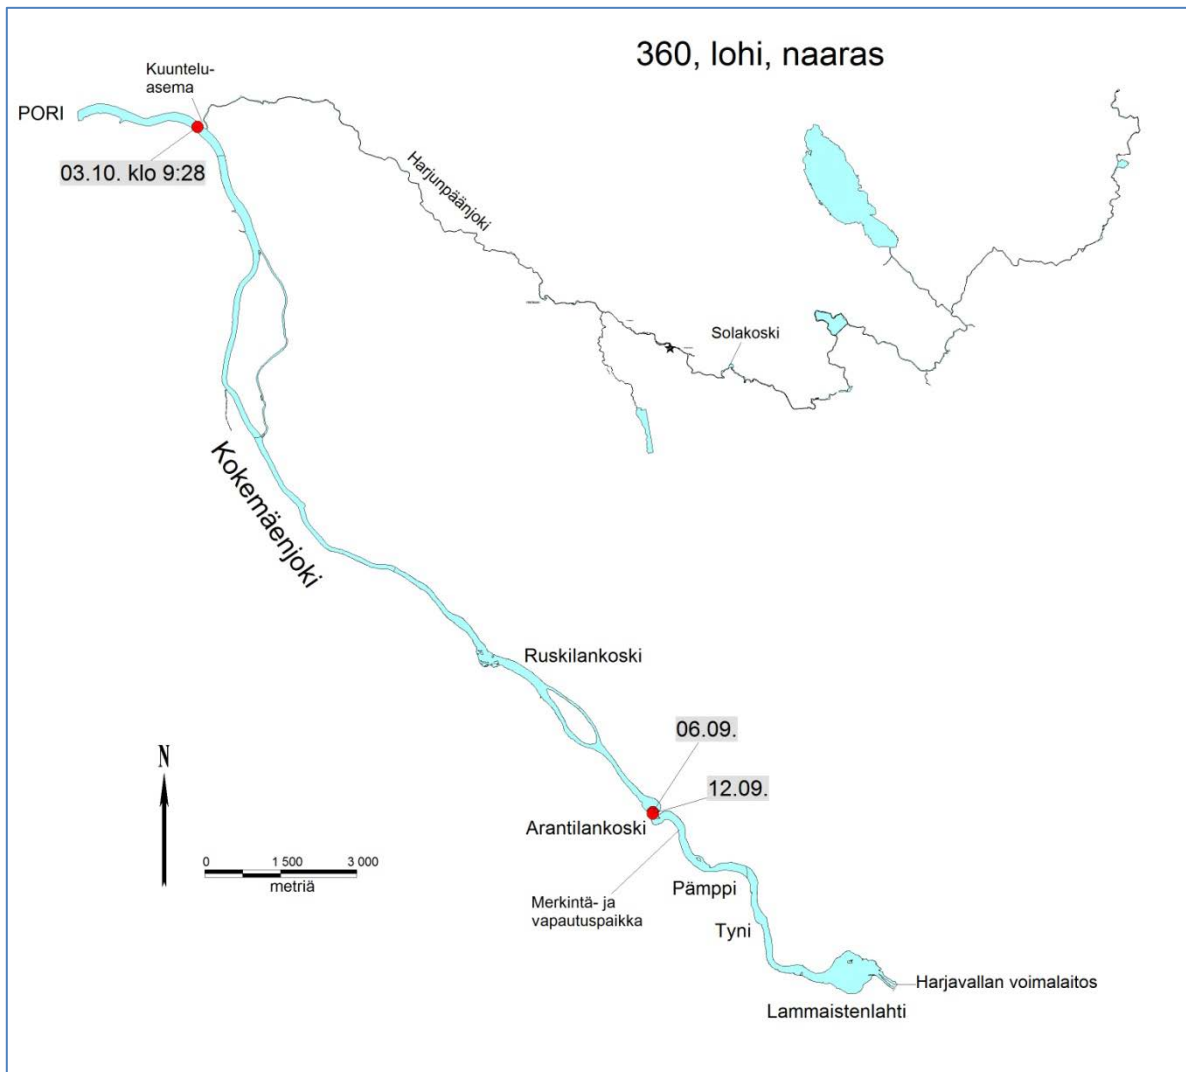 360, lohi, naaras
Kuuntelu-
asema
PORI
03.10. klo 9:28
Harjunpäänjoki
Solakoski
Kokemäenjoki
Ruskilankoski
06.09.
12.09.
N
Arantilankoski
0 1 500 3 000
metriä
Pämppi
Merkintä- ja
vapautuspaikka
Tyni
Harjavallan voimalaitos
Lammaistenlahti